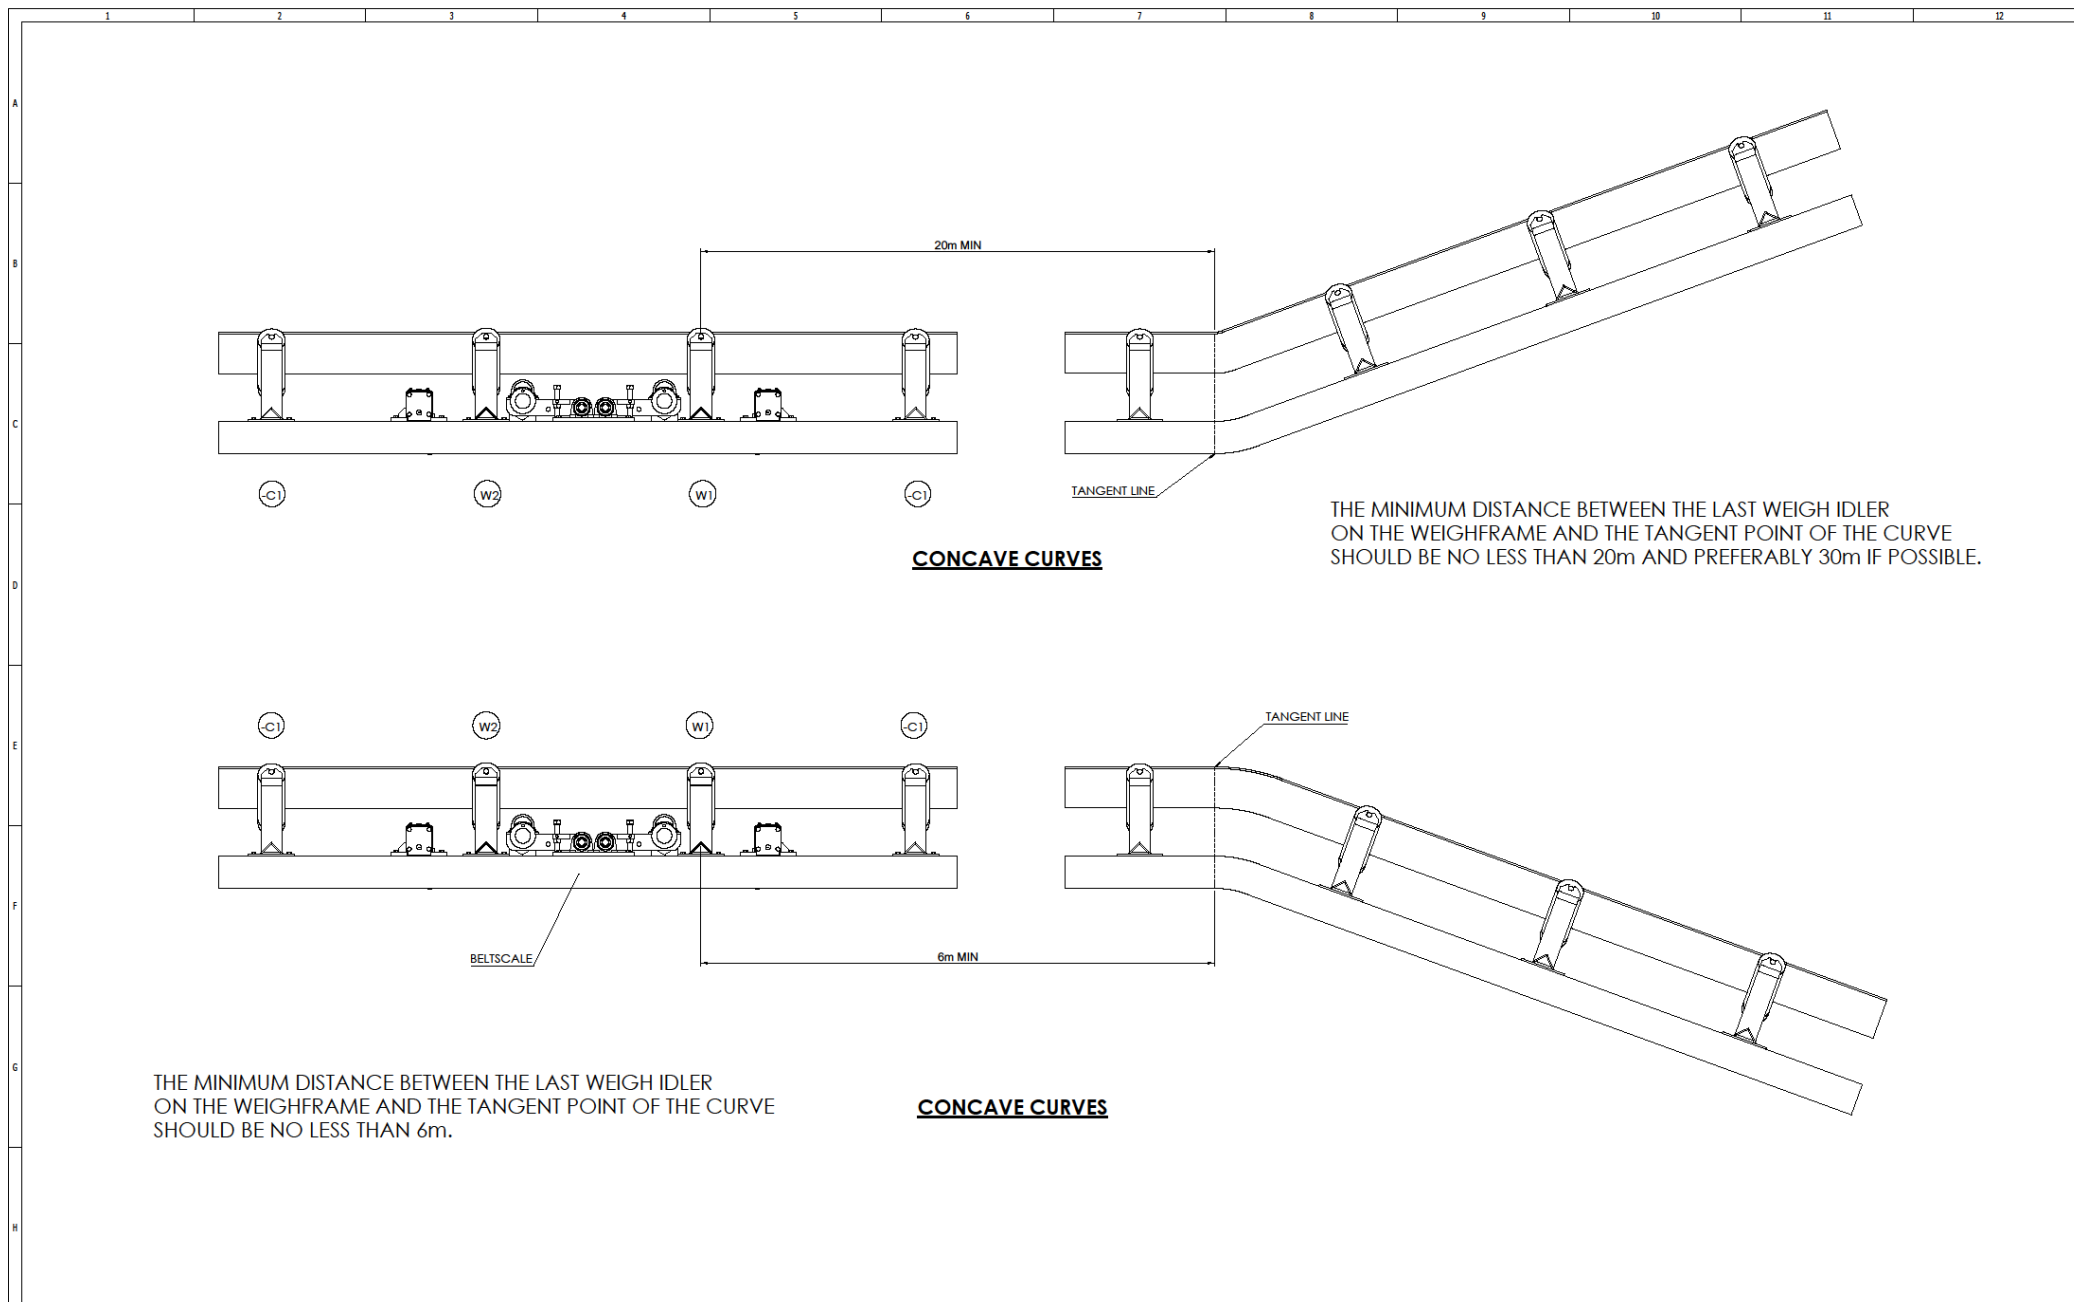 1 2 3 4 5 6 7 8 9 10 11 12
A
B
20m MIN
C
-C1 W2 W1 -C1
TANGENT LINE
THE MINIMUM DISTANCE BETWEEN THE LAST WEIGH IDLER
ON THE WEIGHFRAME AND THE TANGENT POINT OF THE CURVE
SHOULD BE NO LESS THAN 20m AND PREFERABLY 30m IF POSSIBLE.
CONCAVE CURVES
D
-C1 W2 W1 -C1
TANGENT LINE
E
F
BELTSCALE
6m MIN
G
THE MINIMUM DISTANCE BETWEEN THE LAST WEIGH IDLER
ON THE WEIGHFRAME AND THE TANGENT POINT OF THE CURVE
SHOULD BE NO LESS THAN 6m.
CONCAVE CURVES
H